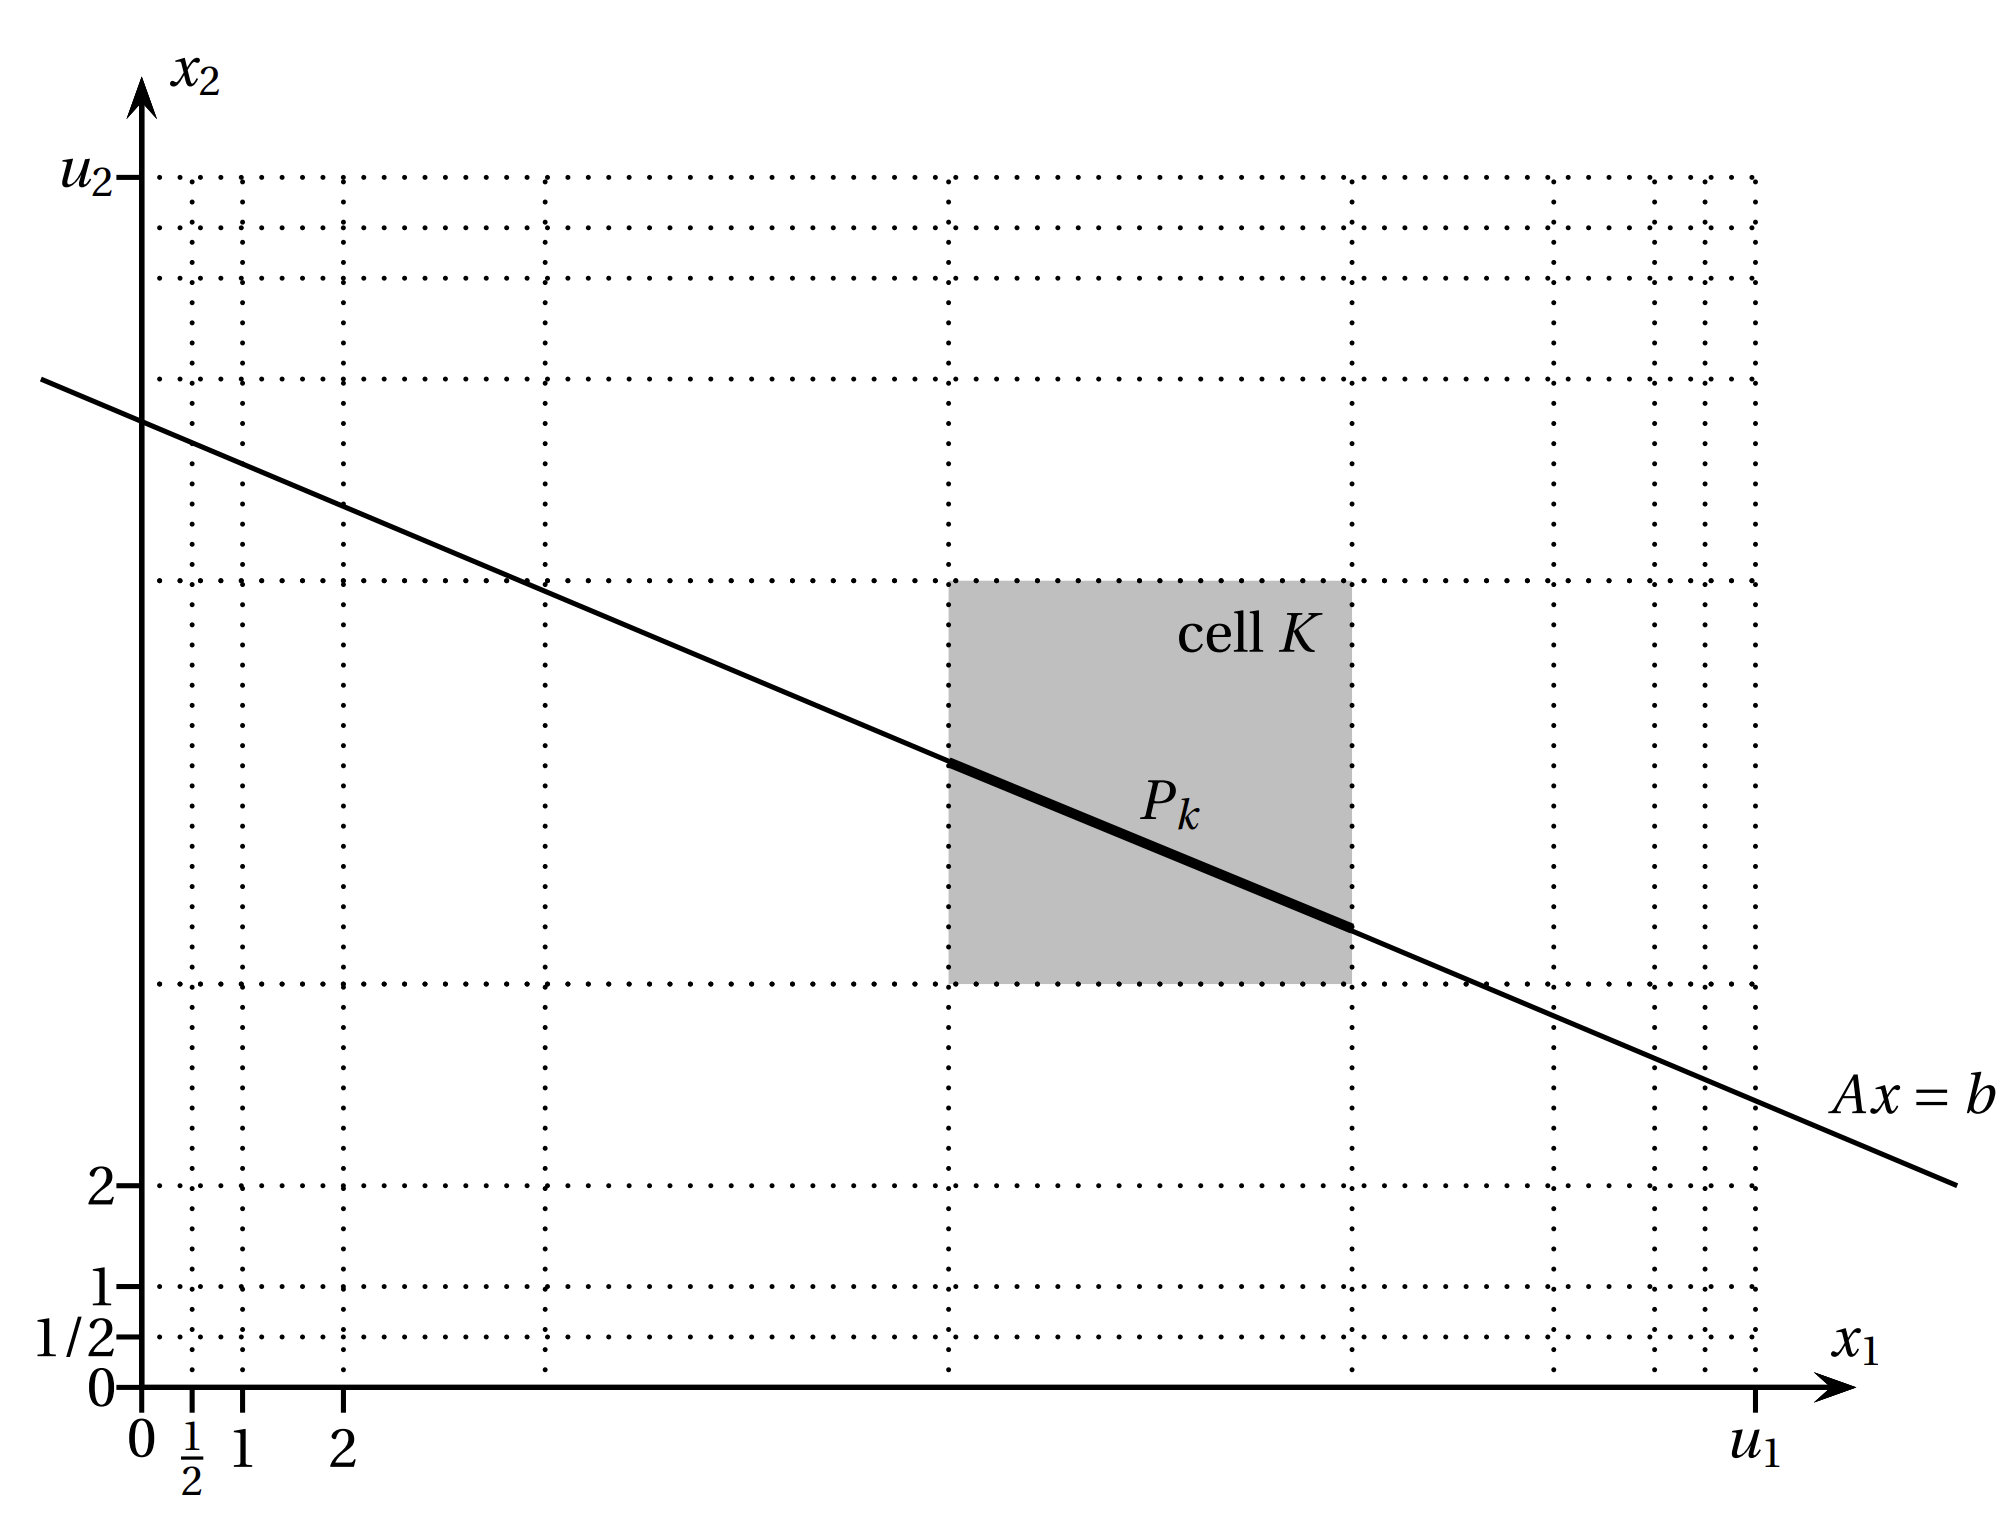 x₂
u₂
cell K
Pₖ
Ax = b
2
1
1/2
0
x₁
0 ½ 1 2 u₁